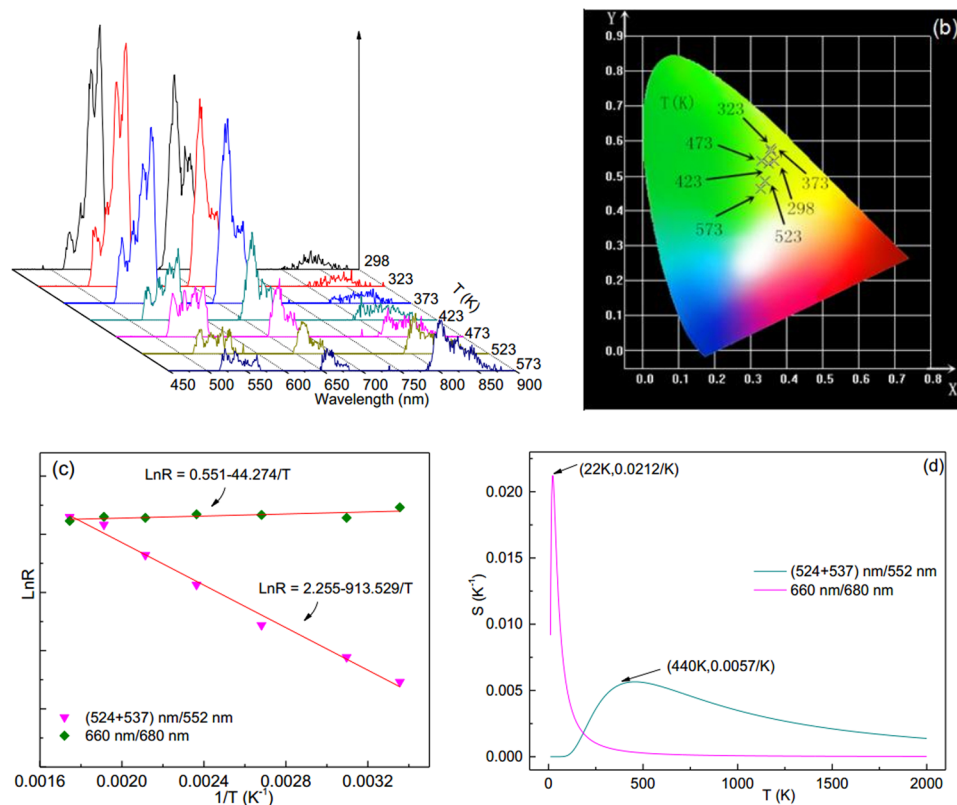 298
323
373
423
473
523
573
T (K)
450 500 550 600 650 700 750 800 850 900
Wavelength (nm)
(b)
Y
0.9
0.8
0.7
0.6
0.5
0.4
0.3
0.2
0.1
0.0
T(K)
323
473
423
373
298
573
523
0.0 0.1 0.2 0.3 0.4 0.5 0.6 0.7 0.8
X
(c)
LnR = 0.551-44.274/T
LnR
LnR = 2.255-913.529/T
(524+537) nm/552 nm
660 nm/680 nm
0.0016 0.0020 0.0024 0.0028 0.0032
1/T (K-1)
(d)
(22K,0.0212/K)
0.020
0.015
0.010
0.005
0.000
S (K-1)
(524+537) nm/552 nm
660 nm/680 nm
(440K,0.0057/K)
0 500 1000 1500 2000
T (K)